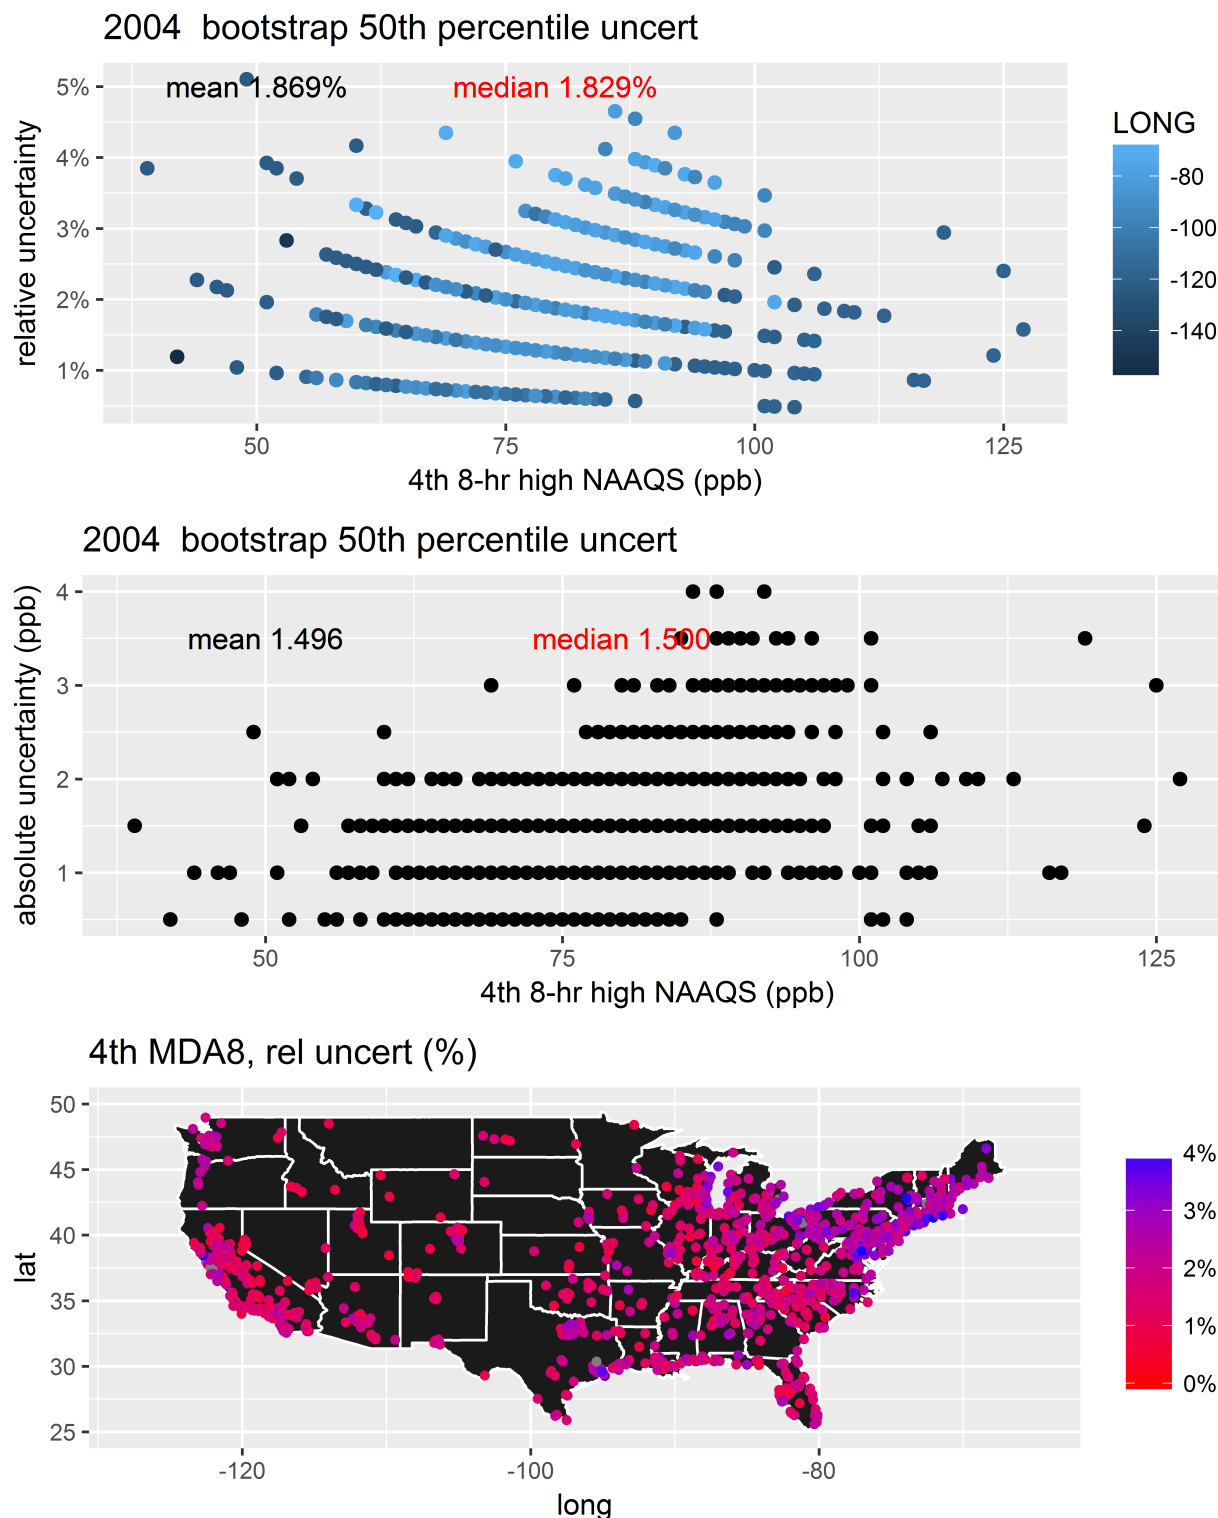 2004  bootstrap 50th percentile uncert
mean 1.869%
median 1.829%
5%
4%
3%
2%
1%
relative uncertainty
50 75 100 125
4th 8-hr high NAAQS (ppb)
LONG
-80
-100
-120
-140
2004  bootstrap 50th percentile uncert
mean 1.496
median 1.500
4
3
2
1
absolute uncertainty (ppb)
50 75 100 125
4th 8-hr high NAAQS (ppb)
4th MDA8, rel uncert (%)
50
45
40
35
30
25
lat
-120 -100 -80
long
4%
3%
2%
1%
0%